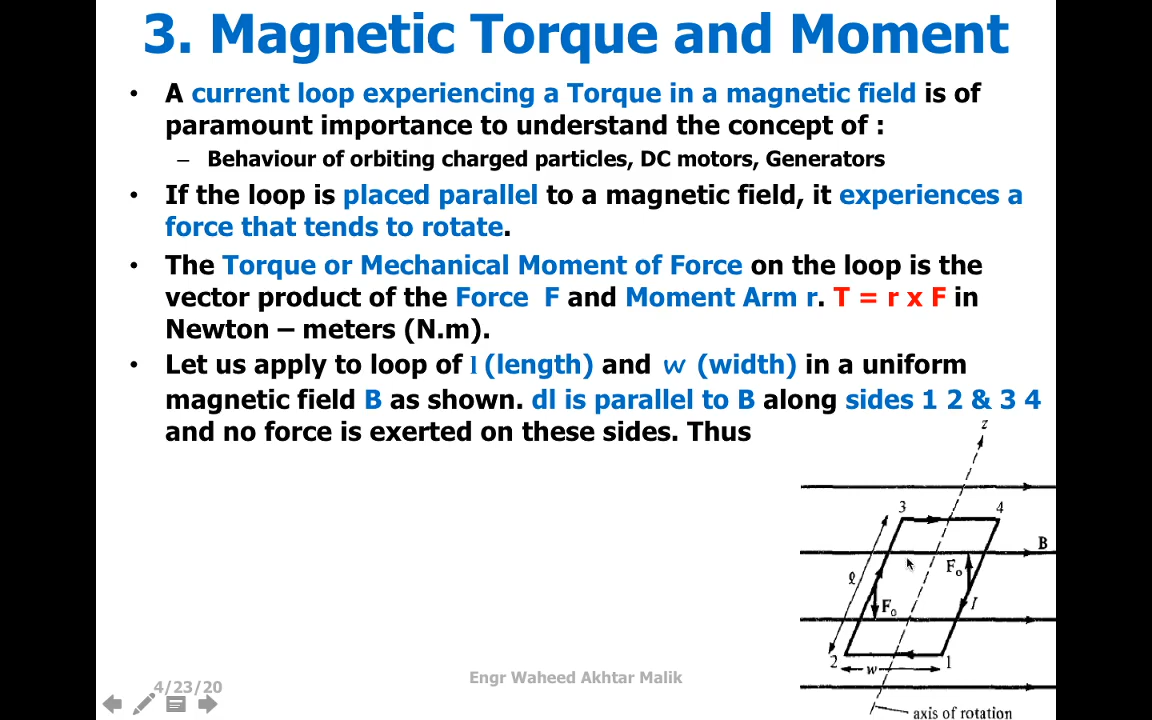 3. Magnetic Torque and Moment
• A current loop experiencing a Torque in a magnetic field is of
paramount importance to understand the concept of :
– Behaviour of orbiting charged particles, DC motors, Generators
• If the loop is placed parallel to a magnetic field, it experiences a
force that tends to rotate.
• The Torque or Mechanical Moment of Force on the loop is the
vector product of the Force F and Moment Arm r. T = r x F in
Newton – meters (N.m).
• Let us apply to loop of l (length) and w (width) in a uniform
magnetic field B as shown. dl is parallel to B along sides 1 2 & 3 4
and no force is exerted on these sides. Thus
z
3 4
B
F₀
ℓ
F₀ I
2 w 1
axis of rotation
Engr Waheed Akhtar Malik
4/23/20